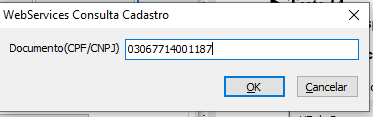 WebServices Consulta Cadastro
Documento(CPF/CNPJ) 03067714001187
OK Cancelar